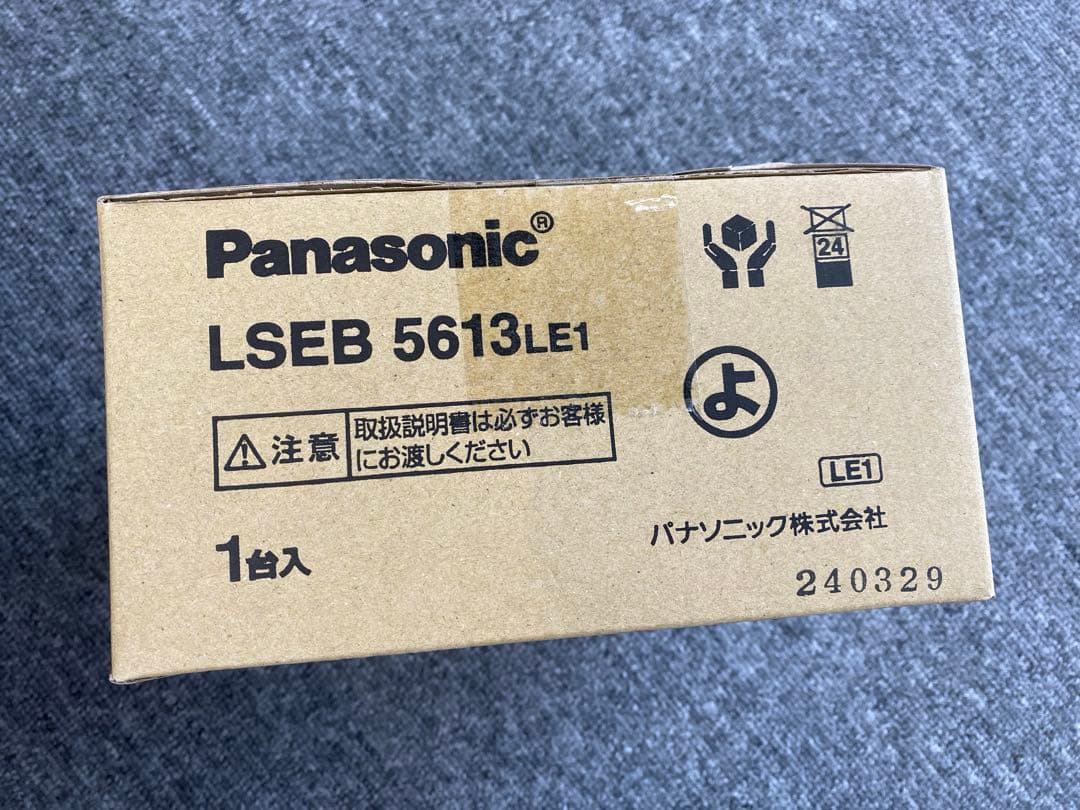 Panasonic®
LSEB 5613LE1
24
よ
注意
取扱説明書は必ずお客様
にお渡しください
LE1
1台入
パナソニック株式会社
240329